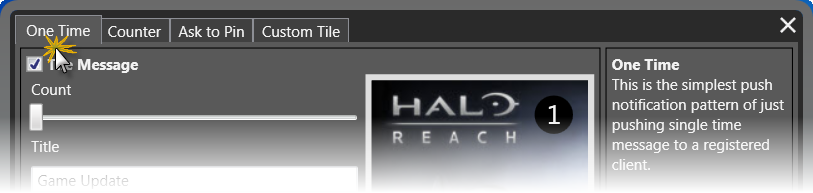 One Time Counter Ask to Pin Custom Tile
Message
Count
Title
Game Update
HALO
REACH
1
One Time
This is the simplest push
notification pattern of just
pushing single time
message to a registered
client.